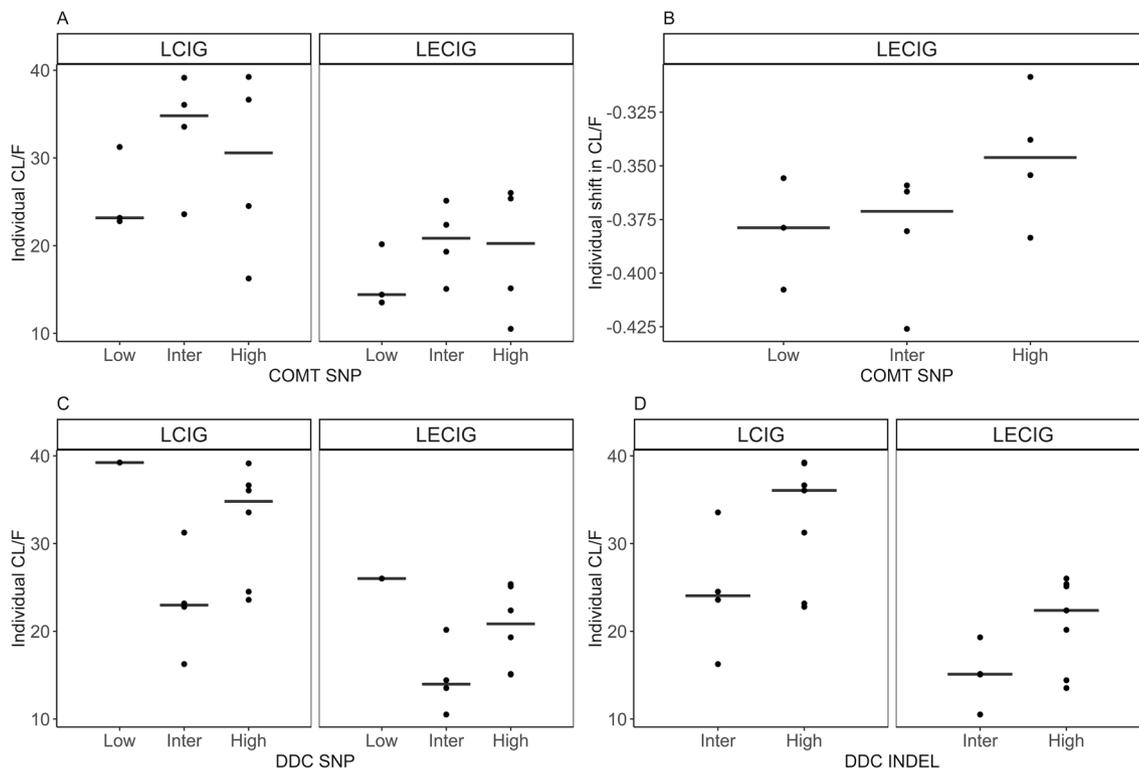 A
LCIG LECIG
Individual CL/F
40
30
20
10
Low Inter High Low Inter High
COMT SNP
B
LECIG
Individual shift in CL/F
-0.325
-0.350
-0.375
-0.400
-0.425
Low Inter High
COMT SNP
C
LCIG LECIG
Individual CL/F
40
30
20
10
Low Inter High Low Inter High
DDC SNP
D
LCIG LECIG
Individual CL/F
40
30
20
10
Inter High Inter High
DDC INDEL